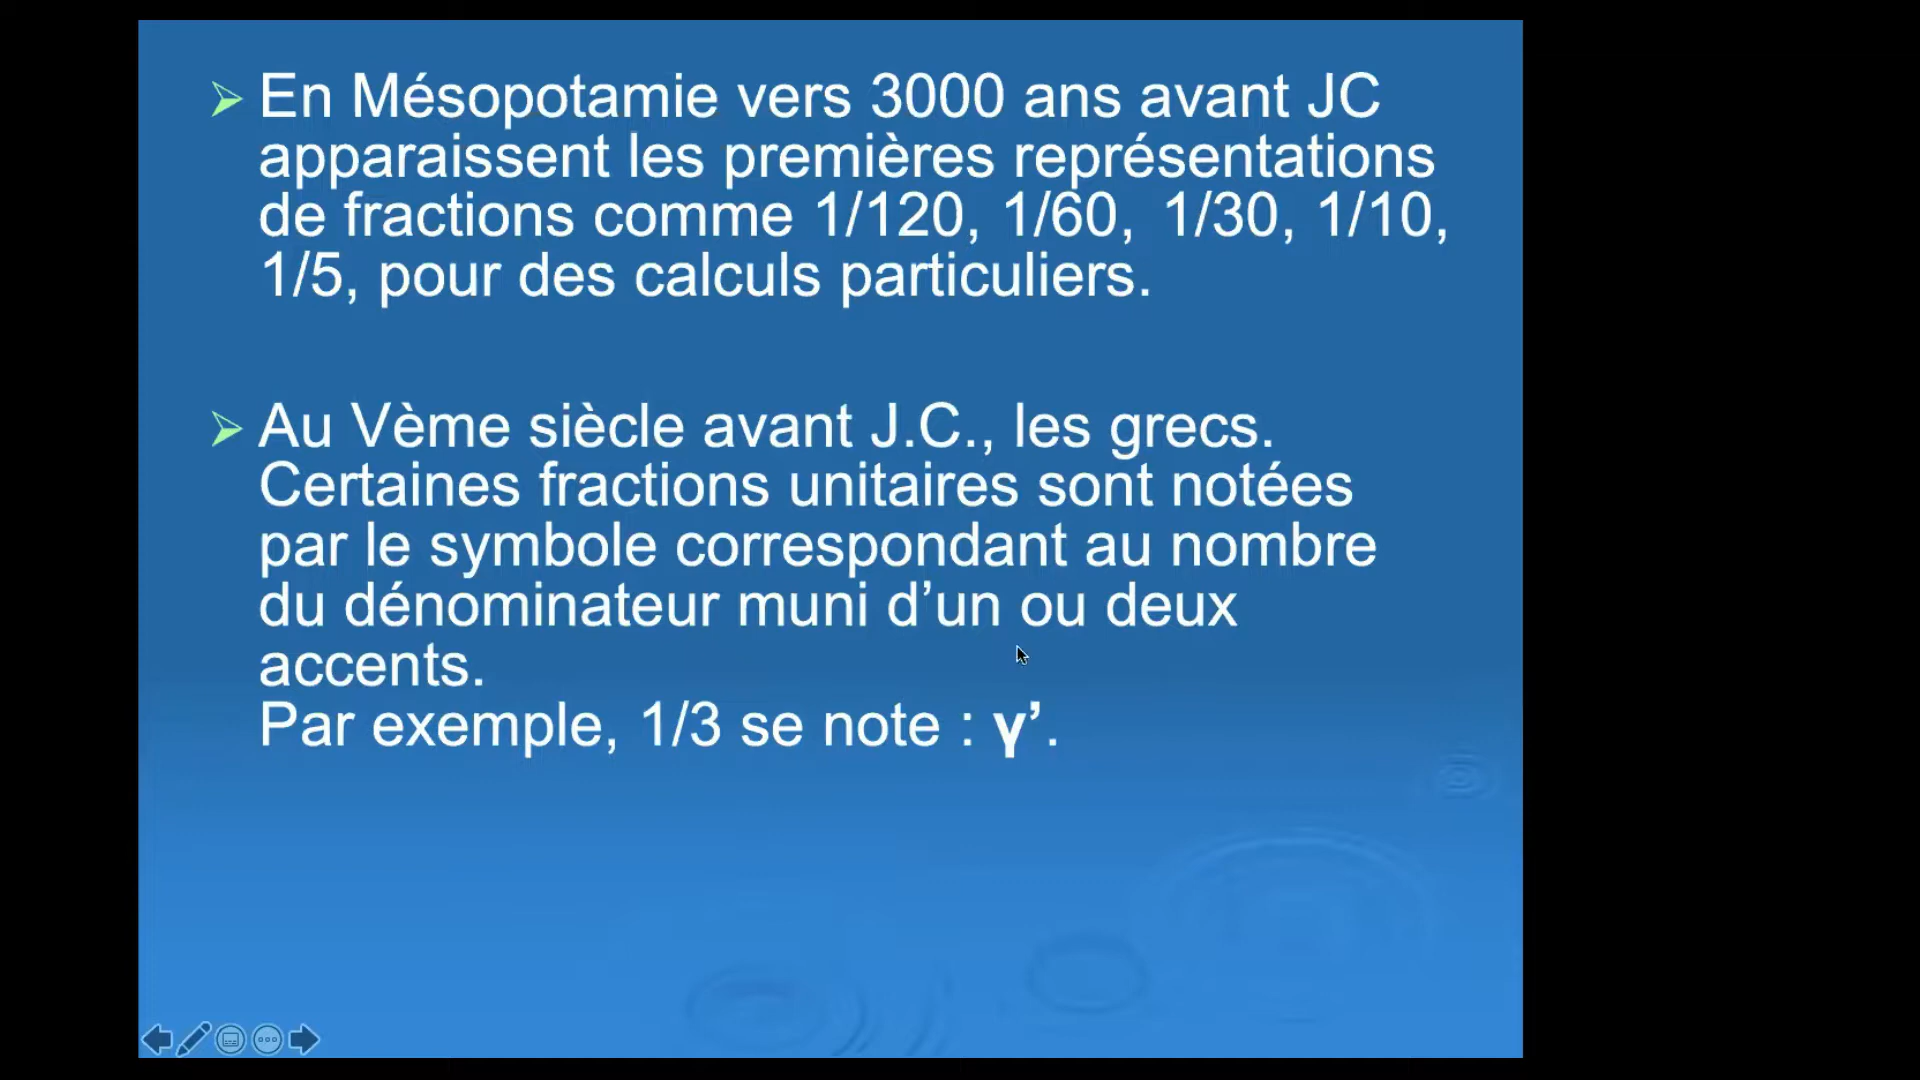 En Mésopotamie vers 3000 ans avant JC
apparaissent les premières représentations
de fractions comme 1/120, 1/60, 1/30, 1/10,
1/5, pour des calculs particuliers.
Au Vème siècle avant J.C., les grecs.
Certaines fractions unitaires sont notées
par le symbole correspondant au nombre
du dénominateur muni d’un ou deux
accents.
Par exemple, 1/3 se note : γ’.